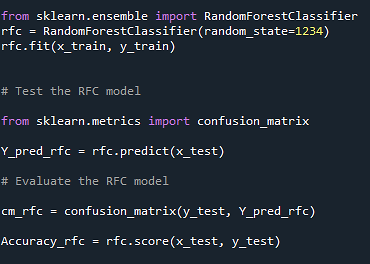 from sklearn.ensemble import RandomForestClassifier
rfc = RandomForestClassifier(random_state=1234)
rfc.fit(x_train, y_train)
# Test the RFC model
from sklearn.metrics import confusion_matrix
Y_pred_rfc = rfc.predict(x_test)
# Evaluate the RFC model
cm_rfc = confusion_matrix(y_test, Y_pred_rfc)
Accuracy_rfc = rfc.score(x_test, y_test)